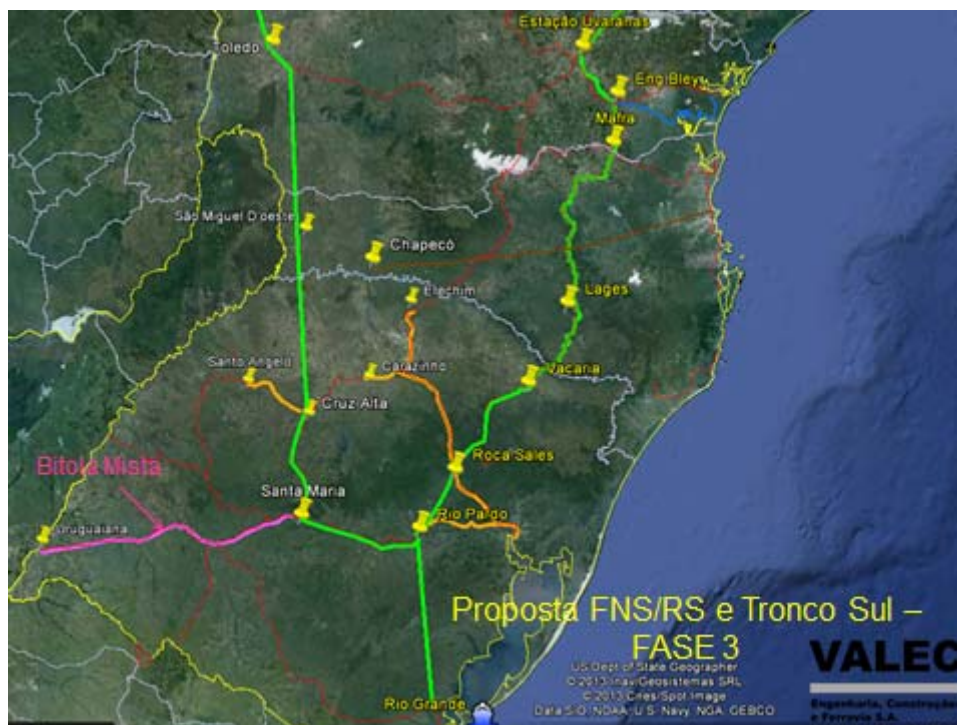 Estação Uvaranas
Toledo
Eng Bley
Mafra
São Miguel D'oeste
Chapecó
Erechim
Lages
Santo Angelo
Carazinho
Vacaria
Cruz Alta
Roca Sales
Bitola Mista
Santa Maria
Rio Pardo
Uruguaiana
Proposta FNS/RS e Tronco Sul –
FASE 3
US Dept of State Geographer
© 2013 Inav/Geosistemas SRL
© 2013 Cnes/Spot Image
Data SIO, NOAA, U.S. Navy, NGA, GEBCO
VALEC
Engenharia, Construçõe
e Ferrovia S.A.
Rio Grande